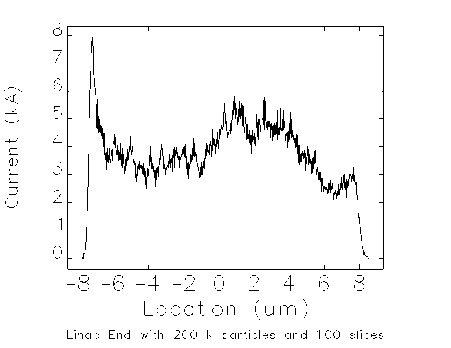 8
7
6
5
4
3
2
1
0
Current (kA)
-8 -6 -4 -2 0 2 4 6 8
Location (um)
Linac End with 200 k particles and 100 slices